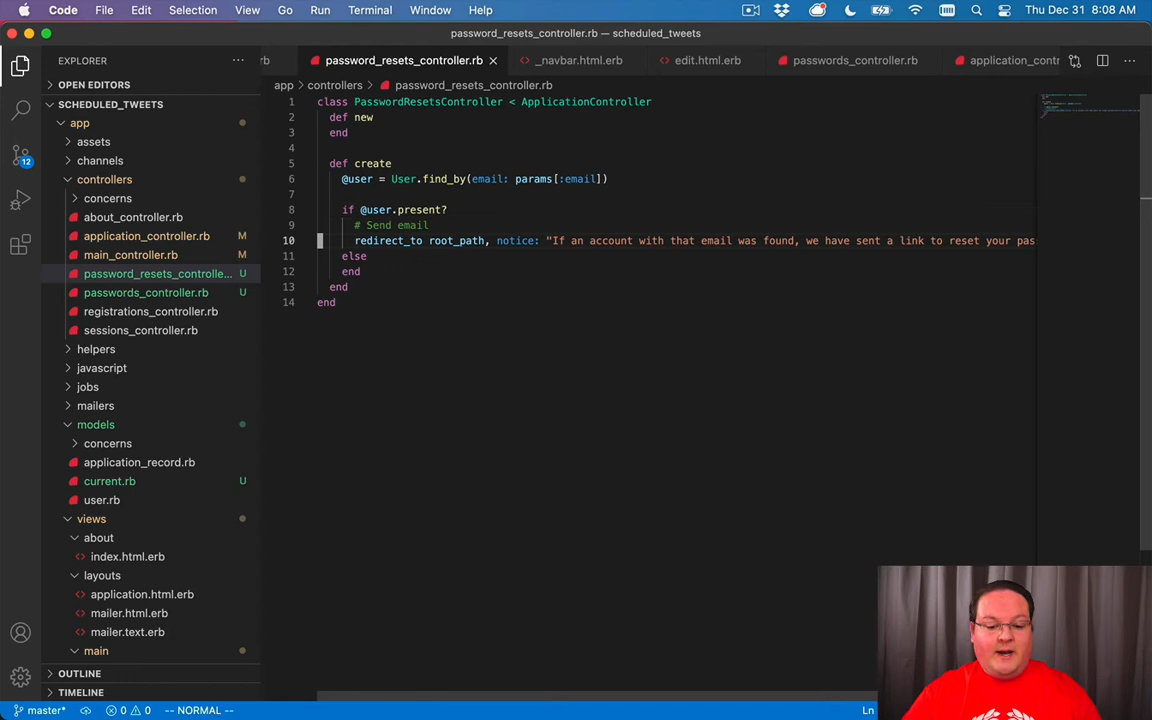 Code File Edit Selection View Go Run Terminal Window Help Thu Dec 31 8:08 AM
password_resets_controller.rb — scheduled_tweets
EXPLORER
rb password_resets_controller.rb _navbar.html.erb edit.html.erb passwords_controller.rb application_contr
OPEN EDITORS
app > controllers > password_resets_controller.rb
SCHEDULED_TWEETS
app
assets
channels
controllers
concerns
about_controller.rb
application_controller.rb M
main_controller.rb M
password_resets_controlle... U
passwords_controller.rb U
registrations_controller.rb
sessions_controller.rb
helpers
javascript
jobs
mailers
models
concerns
application_record.rb
current.rb U
user.rb
views
about
index.html.erb
layouts
application.html.erb
mailer.html.erb
mailer.text.erb
main
OUTLINE
TIMELINE
12
1 class PasswordResetsController < ApplicationController
2 def new
3 end
4
5 def create
6 @user = User.find_by(email: params[:email])
7
8 if @user.present?
9 # Send email
10 redirect_to root_path, notice: "If an account with that email was found, we have sent a link to reset your pas
11 else
12 end
13 end
14 end
master* 0 0 -- NORMAL -- Ln